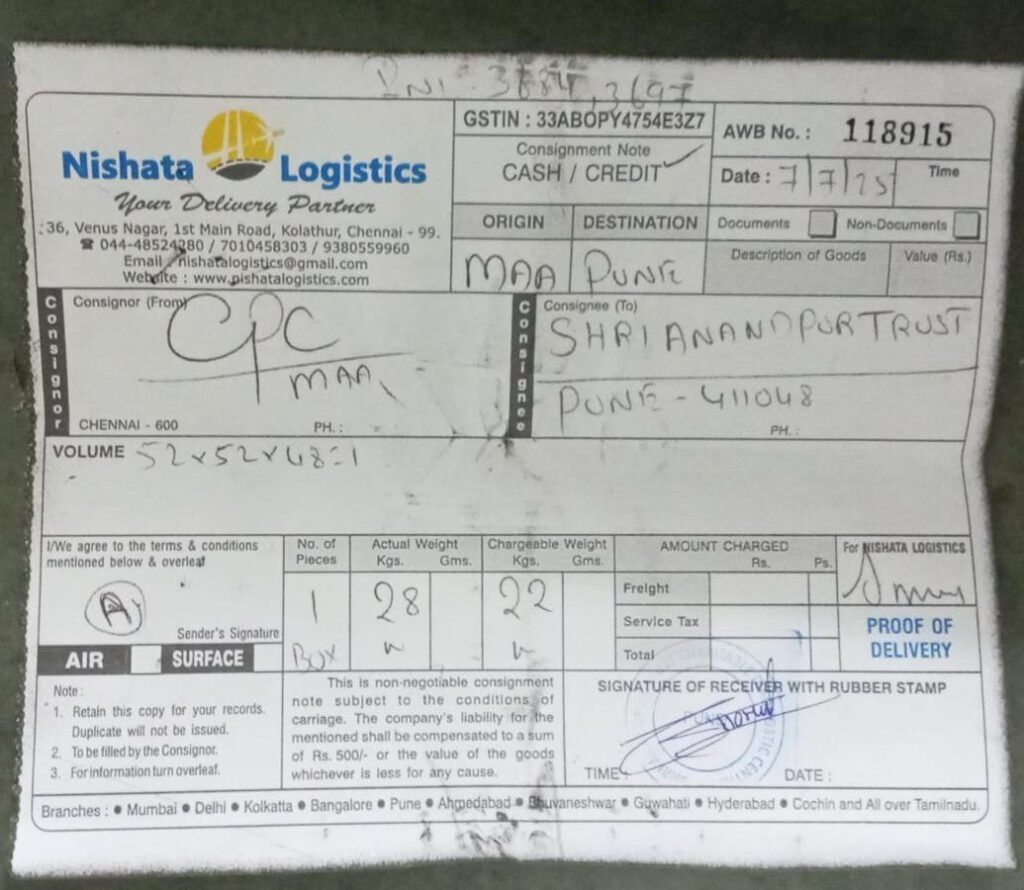 INV. 3684, 3697
Nishata Logistics
Your Delivery Partner
36, Venus Nagar, 1st Main Road, Kolathur, Chennai - 99.
☎ 044-48524280 / 7010458303 / 9380559960
Email : nishatalogistics@gmail.com
Website : www.nishatalogistics.com
GSTIN : 33ABOPY4754E3Z7
Consignment Note
CASH / CREDIT ✓
AWB No. : 118915
Date : 7/7/25 Time
ORIGIN DESTINATION
MAA PUNE
Documents Non-Documents
Description of Goods Value (Rs.)
Consignor
Consignor (From)
CPC
MAA
CHENNAI - 600 PH. :
Consignee
Consignee (To)
SHRI ANANDPUR TRUST
PUNE - 411048
PH. :
VOLUME 52x52x48=1
I/We agree to the terms & conditions
mentioned below & overleaf
Sender's Signature
AIR SURFACE
No. of Pieces
1
BOX
Actual Weight
Kgs. Gms.
28
Chargeable Weight
Kgs. Gms.
22
AMOUNT CHARGED
Rs. Ps.
Freight
Service Tax
Total
For NISHATA LOGISTICS
PROOF OF
DELIVERY
Note :
1. Retain this copy for your records.
Duplicate will not be issued.
2. To be filled by the Consignor.
3. For information turn overleaf.
This is non-negotiable consignment
note subject to the conditions of
carriage. The company's liability for the
mentioned shall be compensated to a sum
of Rs. 500/- or the value of the goods
whichever is less for any cause.
SIGNATURE OF RECEIVER WITH RUBBER STAMP
TIME: DATE :
Branches : ● Mumbai ● Delhi ● Kolkatta ● Bangalore ● Pune ● Ahmedabad ● Bhuvaneshwar ● Guwahati ● Hyderabad ● Cochin and All over Tamilnadu.